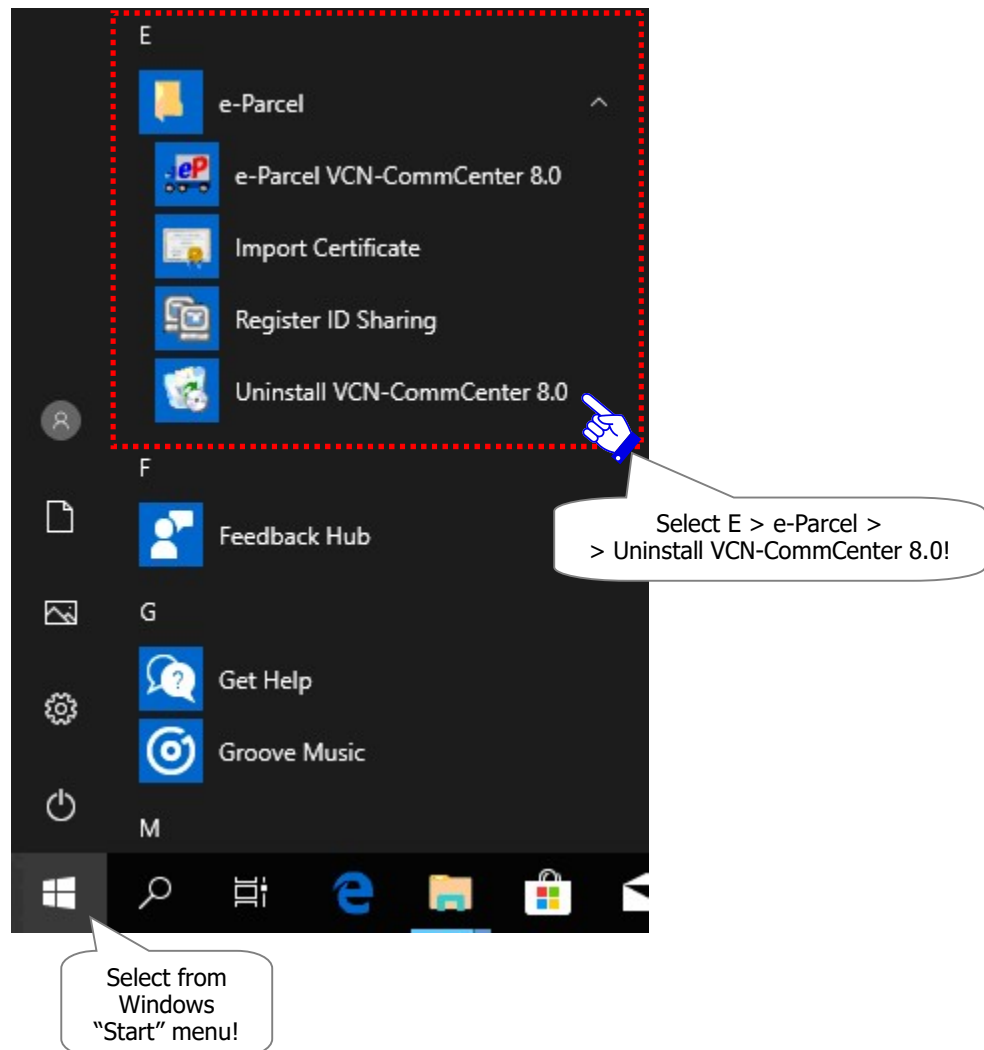 E
e-Parcel
eP
e-Parcel VCN-CommCenter 8.0
Import Certificate
Register ID Sharing
Uninstall VCN-CommCenter 8.0
F
Select E > e-Parcel >
> Uninstall VCN-CommCenter 8.0!
Feedback Hub
G
Get Help
Groove Music
M
Select from
Windows
“Start” menu!